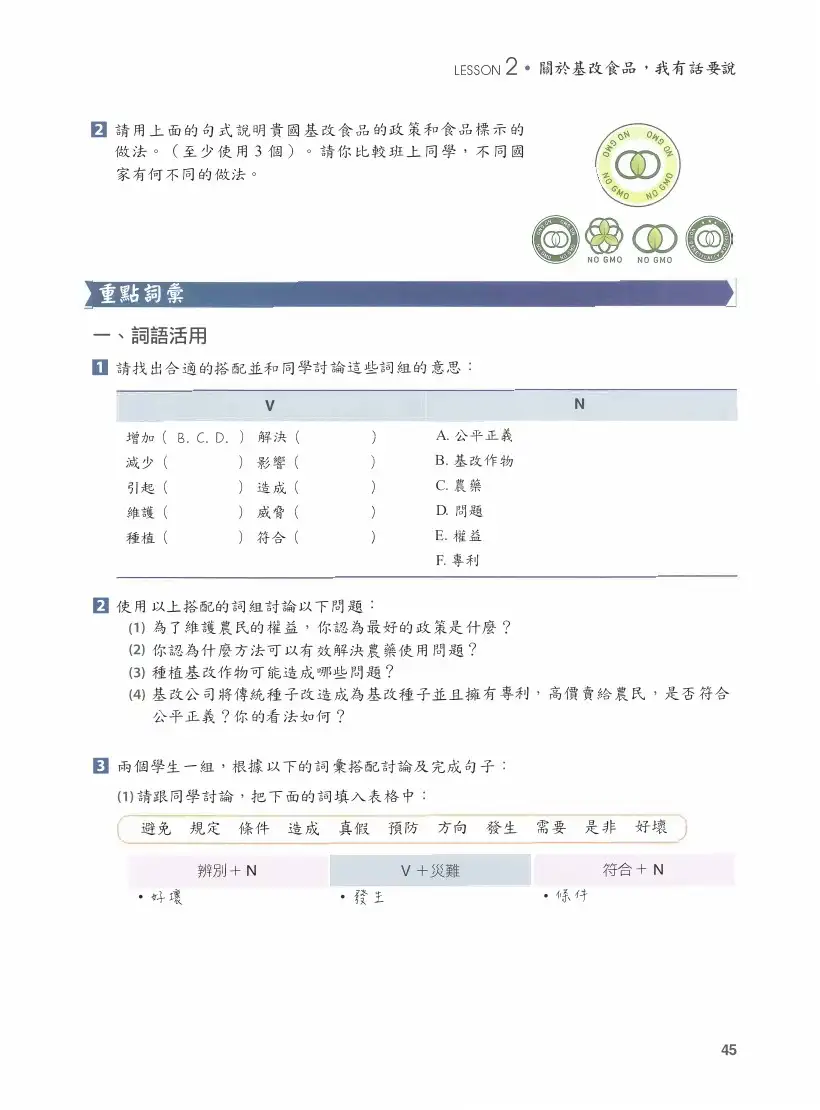 LESSON 2 • 關於基改食品，我有話要說
2 請用上面的句式說明貴國基改食品的政策和食品標示的
做法。（至少使用 3 個）。請你比較班上同學，不同國
家有何不同的做法。
NO GMO NO GMO NO GMO NO GMO
NO GMO NO GMO
重點詞彙
一、詞語活用
1 請找出合適的搭配並和同學討論這些詞組的意思：
V N
增加（ B. C. D. ） 解決（ ） A. 公平正義
減少（ ） 影響（ ） B. 基改作物
引起（ ） 造成（ ） C. 農藥
維護（ ） 威脅（ ） D. 問題
種植（ ） 符合（ ） E. 權益
F. 專利
2 使用以上搭配的詞組討論以下問題：
(1) 為了維護農民的權益，你認為最好的政策是什麼？
(2) 你認為什麼方法可以有效解決農藥使用問題？
(3) 種植基改作物可能造成哪些問題？
(4) 基改公司將傳統種子改造成為基改種子並且擁有專利，高價賣給農民，是否符合
公平正義？你的看法如何？
3 兩個學生一組，根據以下的詞彙搭配討論及完成句子：
(1) 請跟同學討論，把下面的詞填入表格中：
避免 規定 條件 造成 真假 預防 方向 發生 需要 是非 好壞
辨別＋N V＋災難 符合＋N
• 好壞 • 發生 • 條件
45